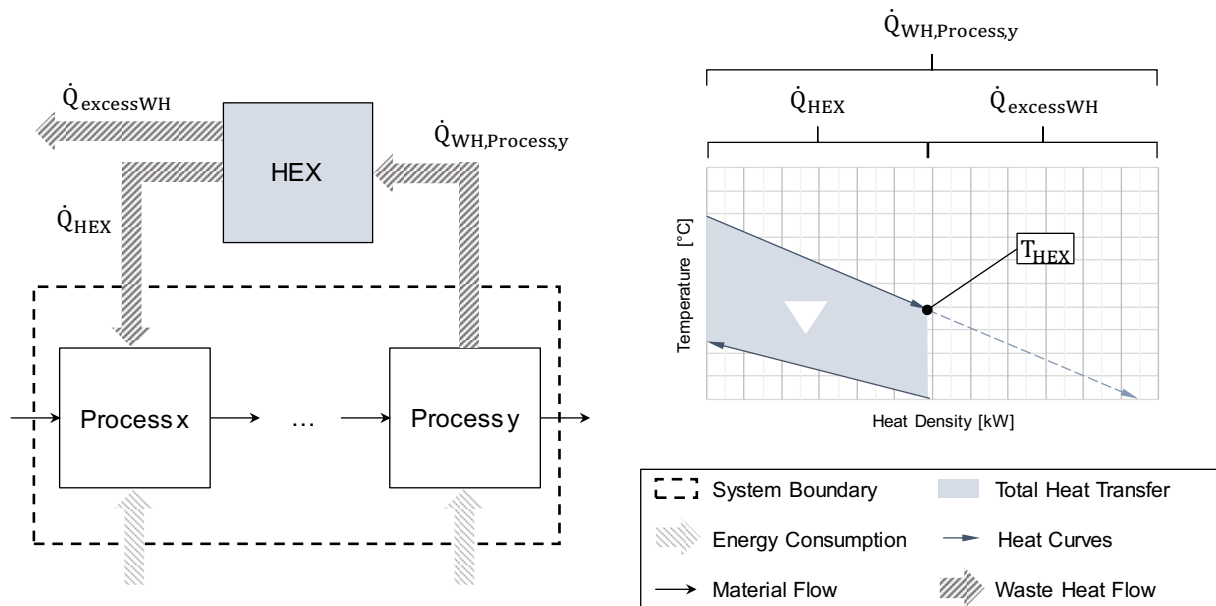 Q̇excessWH
HEX
Q̇WH,Process,y
Q̇HEX
Process x
...
Process y
Q̇WH,Process,y
Q̇HEX
Q̇excessWH
THEX
Temperature [°C]
Heat Density [kW]
System Boundary
Total Heat Transfer
Energy Consumption
Heat Curves
Material Flow
Waste Heat Flow